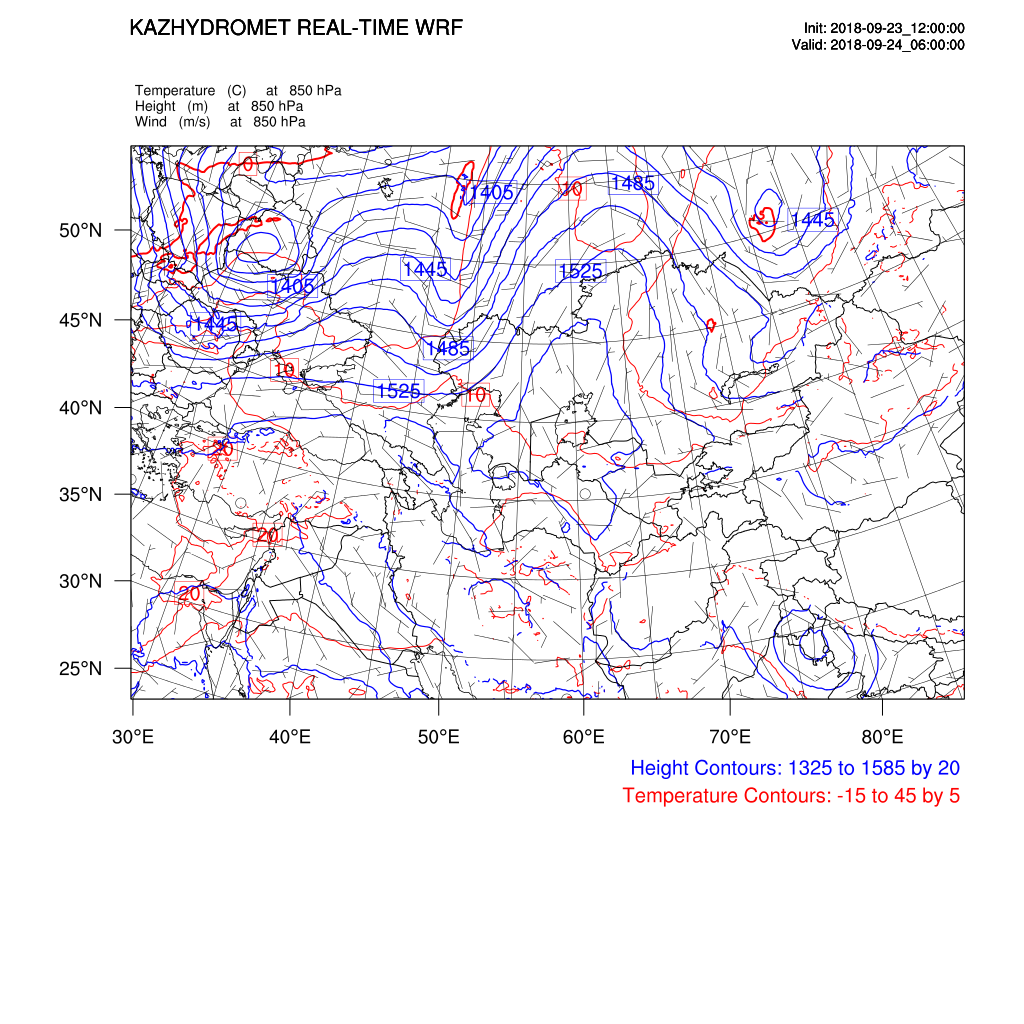 KAZHYDROMET REAL-TIME WRF
Init: 2018-09-23_12:00:00
Valid: 2018-09-24_06:00:00
Temperature (C) at 850 hPa
Height (m) at 850 hPa
Wind (m/s) at 850 hPa
0
1405
10
1485
1445
50°N
1445
1525
1405
45°N
1445
1485
10
1525
10
40°N
20
35°N
20
30°N
20
25°N
30°E
40°E
50°E
60°E
70°E
80°E
Height Contours: 1325 to 1585 by 20
Temperature Contours: -15 to 45 by 5